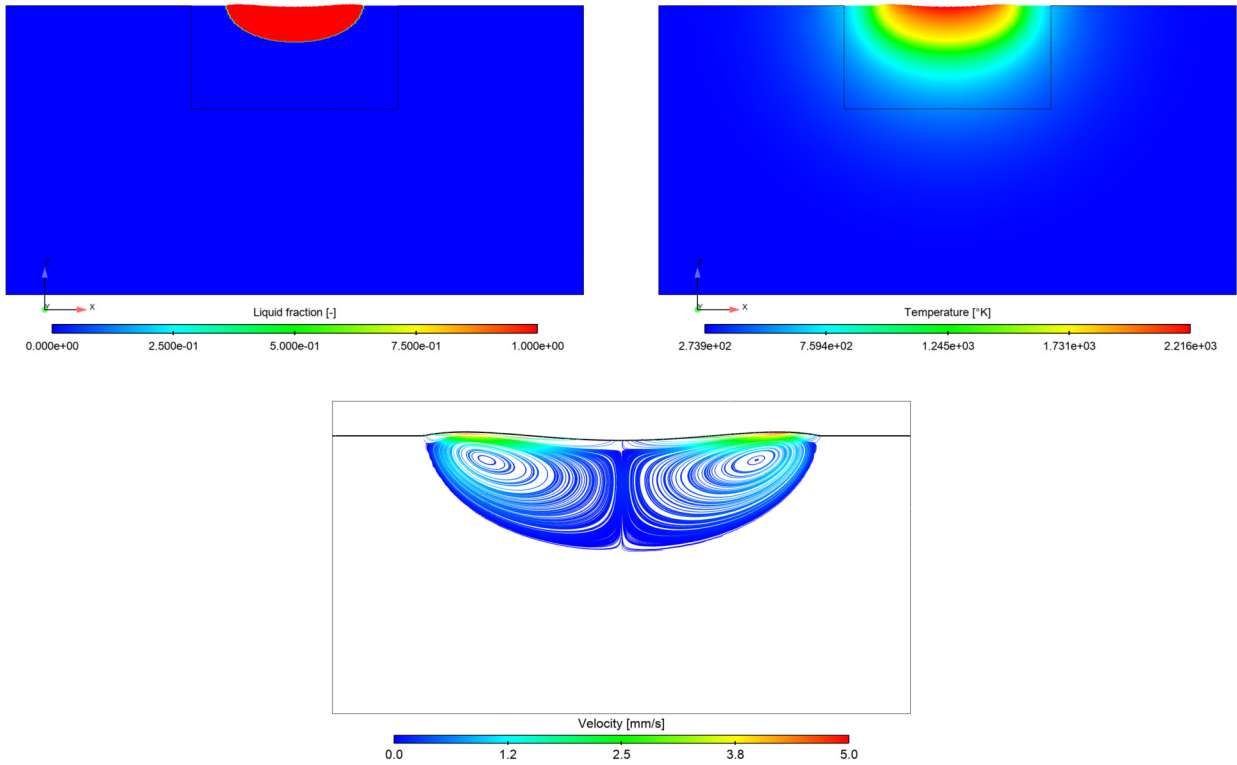 Z
Y
X
Liquid fraction [-]
0.000e+00 2.500e-01 5.000e-01 7.500e-01 1.000e+00
Z
Y
X
Temperature [°K]
2.739e+02 7.594e+02 1.245e+03 1.731e+03 2.216e+03
Velocity [mm/s]
0.0 1.2 2.5 3.8 5.0